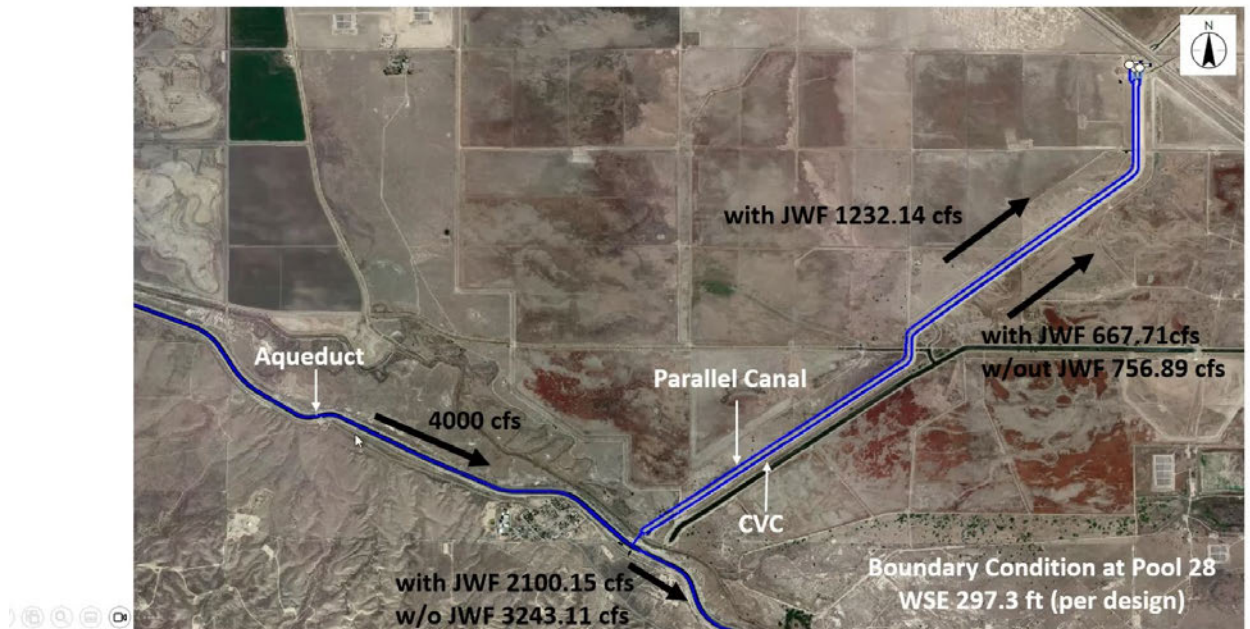 N
with JWF 1232.14 cfs
with JWF 667.71cfs
w/out JWF 756.89 cfs
Aqueduct
Parallel Canal
4000 cfs
CVC
with JWF 2100.15 cfs
w/o JWF 3243.11 cfs
Boundary Condition at Pool 28
WSE 297.3 ft (per design)